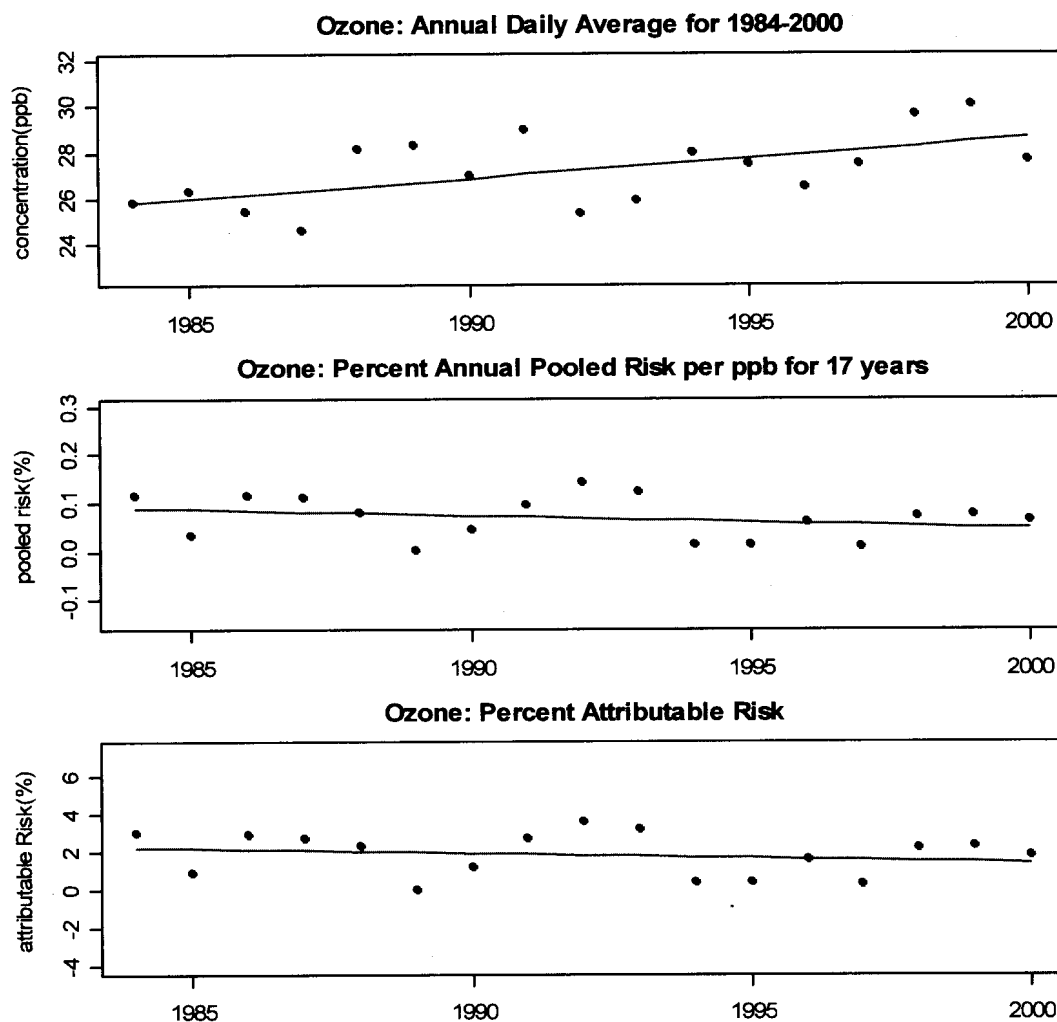 Ozone: Annual Daily Average for 1984-2000
concentration(ppb)
32
30
28
26
24
1985 1990 1995 2000
Ozone: Percent Annual Pooled Risk per ppb for 17 years
pooled risk(%)
0.3
0.2
0.1
0.0
-0.1
1985 1990 1995 2000
Ozone: Percent Attributable Risk
attributable Risk(%)
6
4
2
0
-2
-4
1985 1990 1995 2000